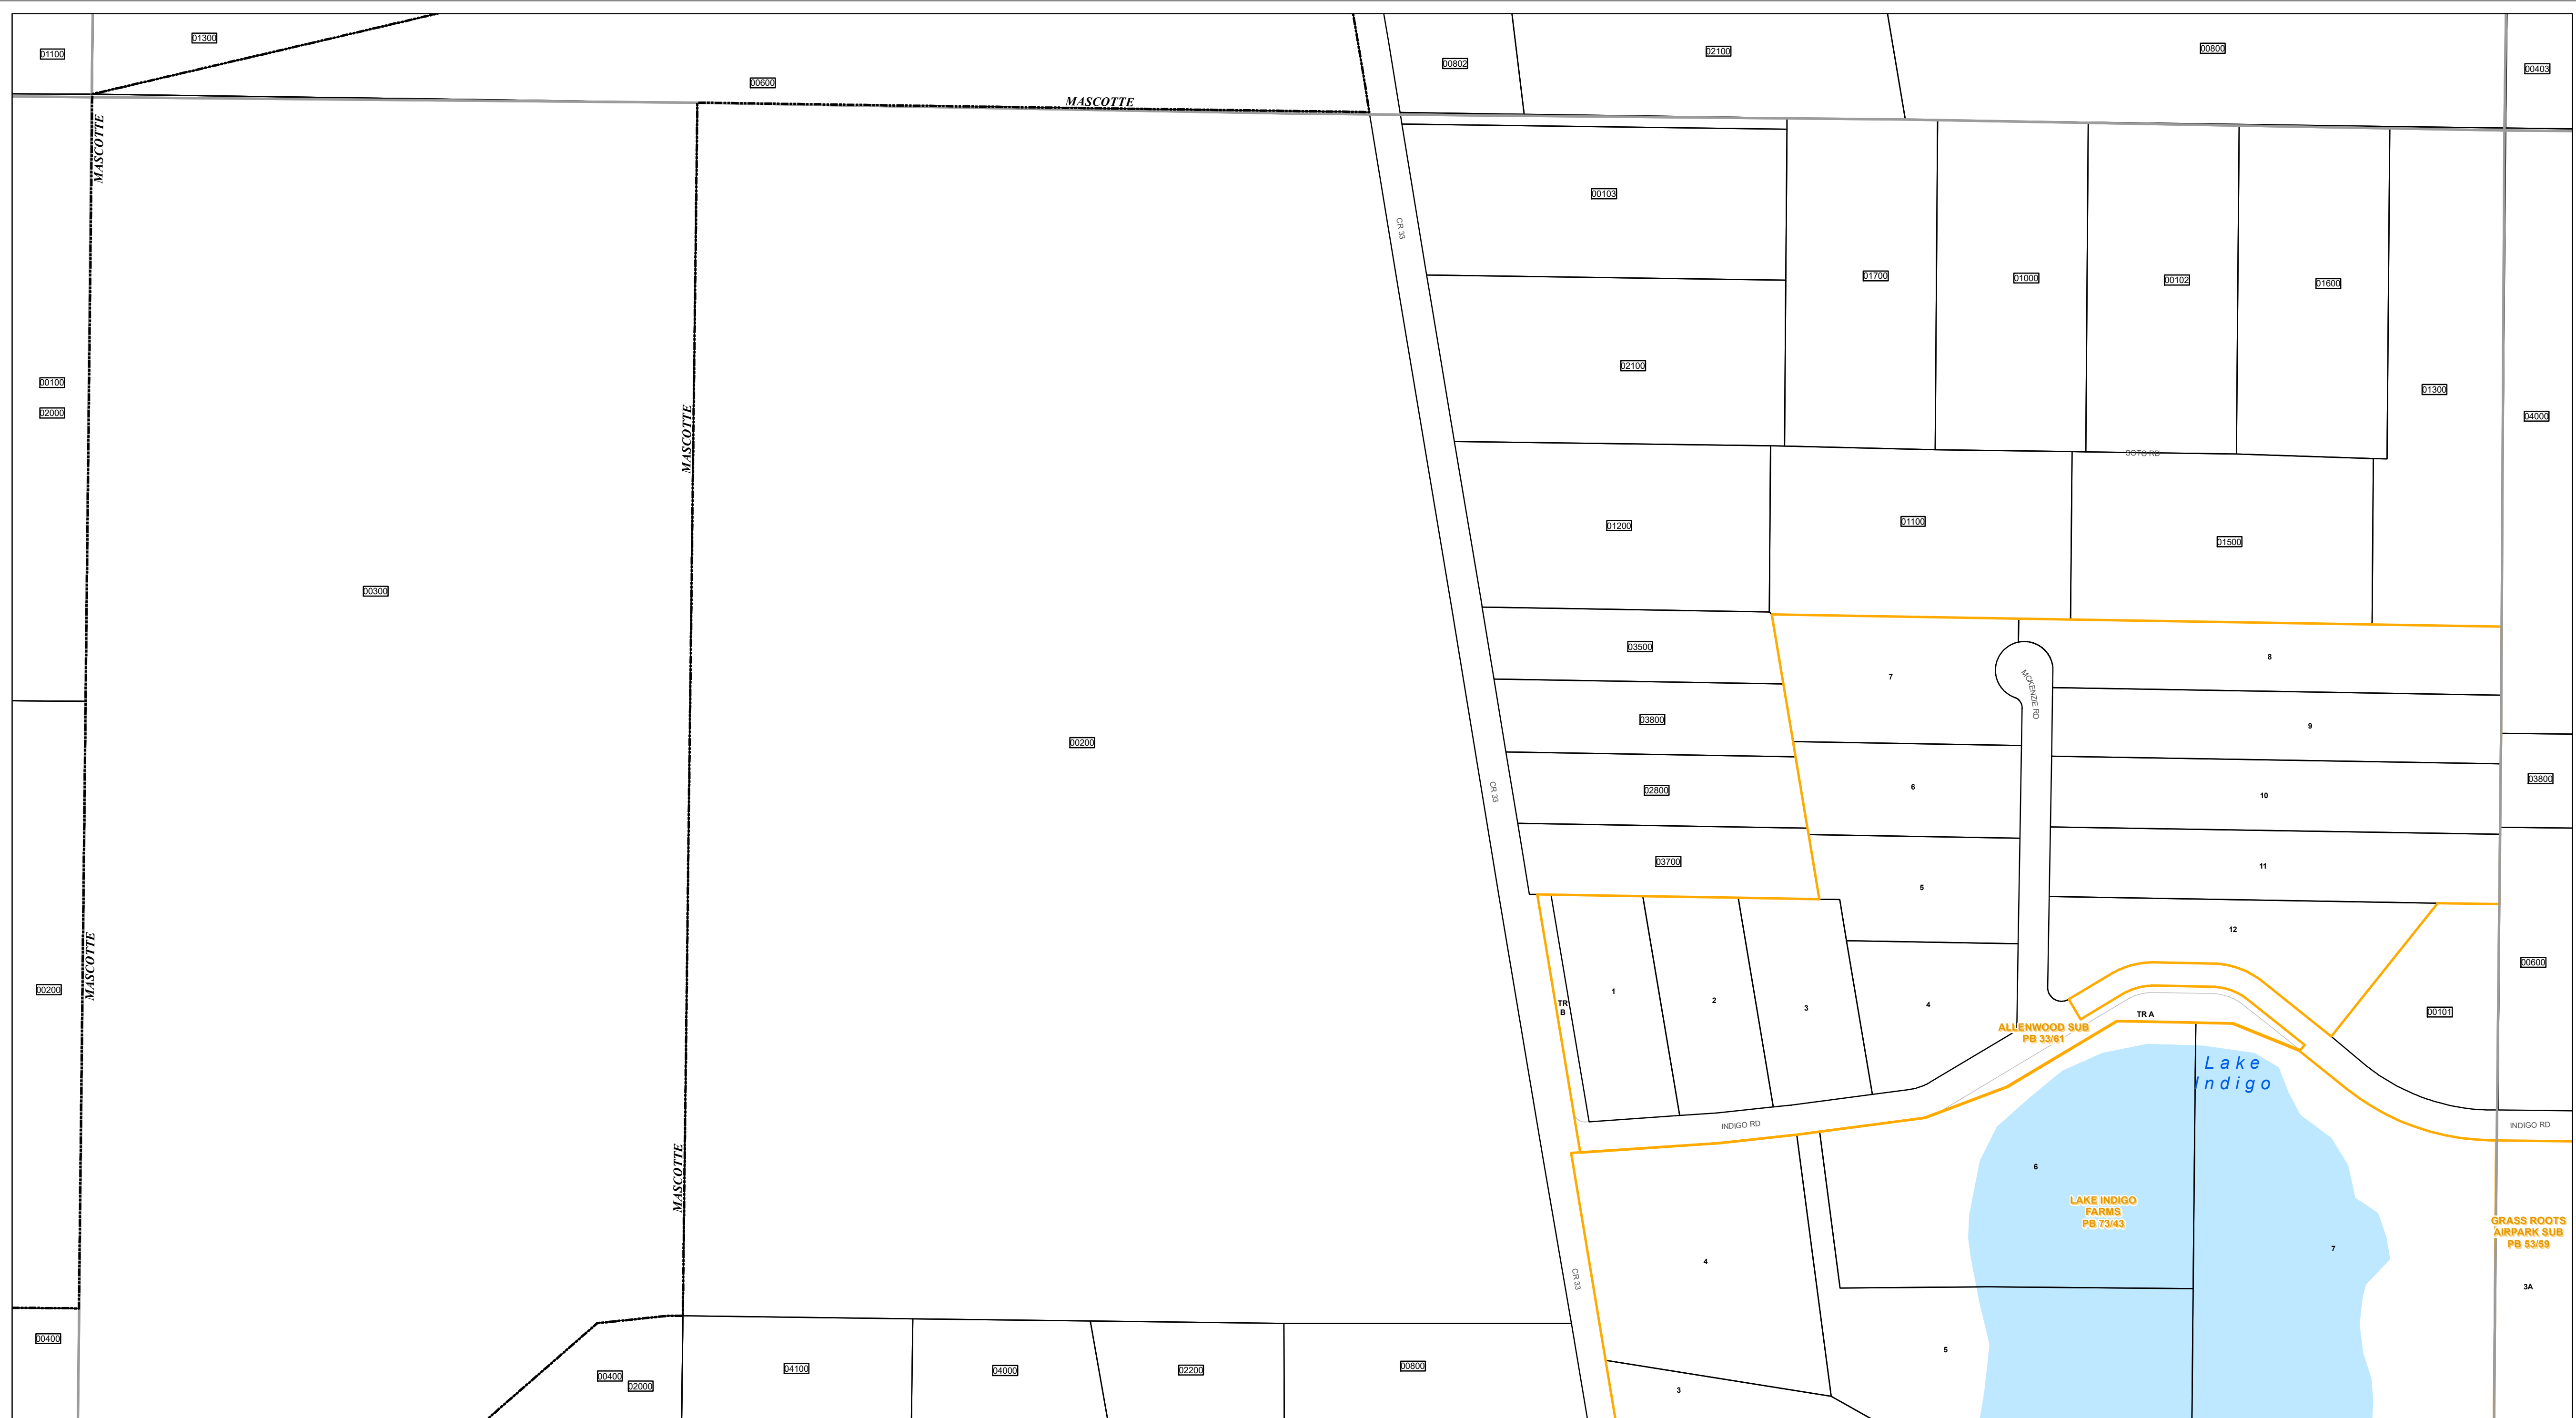 01300
00802
02100
00800
01100
00403
00600
MASCOTTE
MASCOTTE
00103
CR 33
01700
01000
00102
01600
02100
00100
01300
02000
04000
MASCOTTE
SOTO RD
01200
01100
01500
00300
03500
8
7
MCKENZIE RD
03800
9
00200
03800
6
02800
10
CR 33
03700
11
5
12
MASCOTTE
00600
00200
1
2
TR
B
3
4
00101
TR A
ALLENWOOD SUB
PB 33/61
Lake
Indigo
INDIGO RD
INDIGO RD
MASCOTTE
6
LAKE INDIGO
FARMS
PB 73/43
GRASS ROOTS
AIRPARK SUB
PB 53/59
7
4
CR 33
3A
00400
5
00800
04100
04000
02200
00400
02000
3